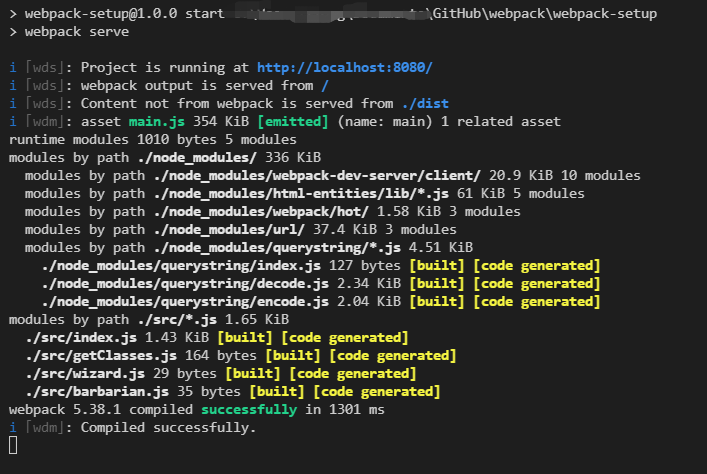 > webpack-setup@1.0.0 start \GitHub\webpack\webpack-setup
> webpack serve
i ｢wds｣: Project is running at http://localhost:8080/
i ｢wds｣: webpack output is served from /
i ｢wds｣: Content not from webpack is served from ./dist
i ｢wdm｣: asset main.js 354 KiB [emitted] (name: main) 1 related asset
runtime modules 1010 bytes 5 modules
modules by path ./node_modules/ 336 KiB
modules by path ./node_modules/webpack-dev-server/client/ 20.9 KiB 10 modules
modules by path ./node_modules/html-entities/lib/*.js 61 KiB 5 modules
modules by path ./node_modules/webpack/hot/ 1.58 KiB 3 modules
modules by path ./node_modules/url/ 37.4 KiB 3 modules
modules by path ./node_modules/querystring/*.js 4.51 KiB
./node_modules/querystring/index.js 127 bytes [built] [code generated]
./node_modules/querystring/decode.js 2.34 KiB [built] [code generated]
./node_modules/querystring/encode.js 2.04 KiB [built] [code generated]
modules by path ./src/*.js 1.65 KiB
./src/index.js 1.43 KiB [built] [code generated]
./src/getClasses.js 164 bytes [built] [code generated]
./src/wizard.js 29 bytes [built] [code generated]
./src/barbarian.js 35 bytes [built] [code generated]
webpack 5.38.1 compiled successfully in 1301 ms
i ｢wdm｣: Compiled successfully.